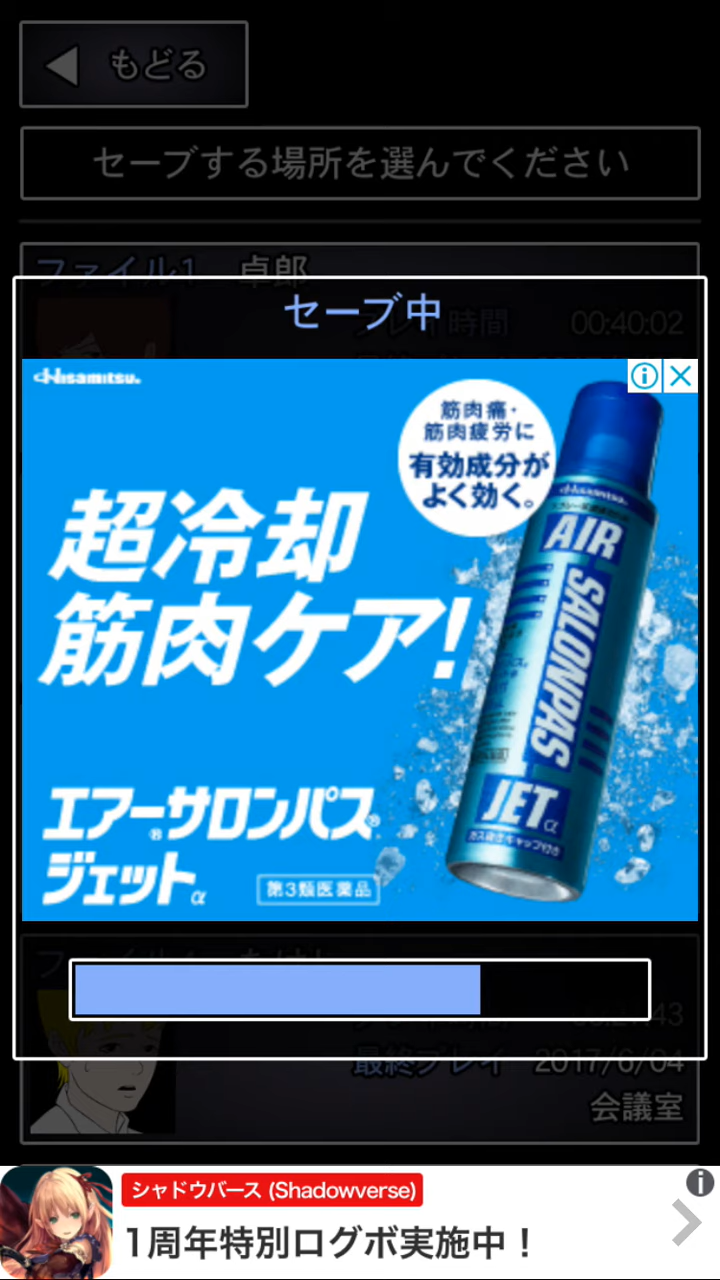 もどる
セーブする場所を選んでください
ファイル1 卓郎
セーブ中
時間 00:40:02
Hisamitsu.
筋肉痛・
筋肉疲労に
有効成分が
よく効く。
超冷却
筋肉ケア!
Hisamitsu.
AIR
SALONPAS
JET α
エアーサロンパス®
ジェットα
第3類医薬品
最終プレイ 2017/6/04
会議室
シャドウバース (Shadowverse)
1周年特別ログボ実施中！